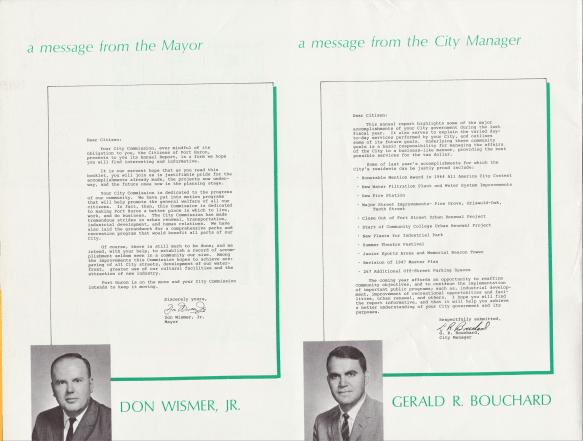 a message from the Mayor
Dear Citizen:
Your City Commission, ever mindful of its
obligation to you, the Citizens of Port Huron,
presents to you its Annual Report, in a form we hope
you will find interesting and informative.
It is our earnest hope that as you read this
booklet, you will join us in justifiable pride for the
accomplishments already made, the projects now under-
way, and the future ones now in the planning stage.
Your City Commission is dedicated to the progress
of our community. We have put into motion programs
that will help promote the general welfare of all our
citizens. In fact, then, this Commission is dedicated
to making Port Huron a better place in which to live,
work, and do business. The City Commission has made
tremendous strides in urban renewal, transportation,
industrial development, and human relations. We have
also laid the groundwork for a comprehensive parks and
recreation program that would benefit all parts of the
City.
Of course, there is still much to be done; and we
intend, with your help, to establish a record of accom-
plishment seldom seen in a community our size. Among
the improvements this Commission hopes to achieve are:
paving of all City streets, development of our water-
front, greater use of our cultural facilities and the
attraction of new industry.
Port Huron is on the move and your City Commission
intends to keep it moving.
Sincerely yours,
Don Wismer, Jr.
Don Wismer, Jr.
Mayor
DON WISMER, JR.
a message from the City Manager
Dear Citizen:
This annual report highlights some of the major
accomplishments of your City government during the last
fiscal year. It also serves to explain the varied day-
to-day services performed by your City, and outlines
some of its future goals. Underlying these community
goals is a basic responsibility for managing the affairs
of the City in a business-like manner, providing the best
possible services for the tax dollar.
Some of last year's accomplishments for which the
City's residents can be justly proud include:
- Honorable Mention Award in 1966 All America City Contest
- New Water Filtration Plant and Water System Improvements
- New Fire Station
- Major Street Improvements- Pine Grove, Griswold-Oak,
Tenth Street
- Close Out of Port Street Urban Renewal Project
- Start of Community College Urban Renewal Project
- New Plants for Industrial Park
- Summer Theatre Festival
- Junior Sports Arena and Memorial Beacon Tower
- Revision of 1947 Master Plan
- 247 Additional Off-Street Parking Spaces
The coming year affords an opportunity to reaffirm
community objectives, and to continue the implementation
of important public programs such as, industrial develop-
ment, improvement of recreational opportunities and facil-
ities, urban renewal, and others. I hope you will find
the report informative, and that it will help you achieve
a better understanding of your City government and its
purposes.
Respectfully submitted,
G. R. Bouchard
G. R. Bouchard,
City Manager
GERALD R. BOUCHARD